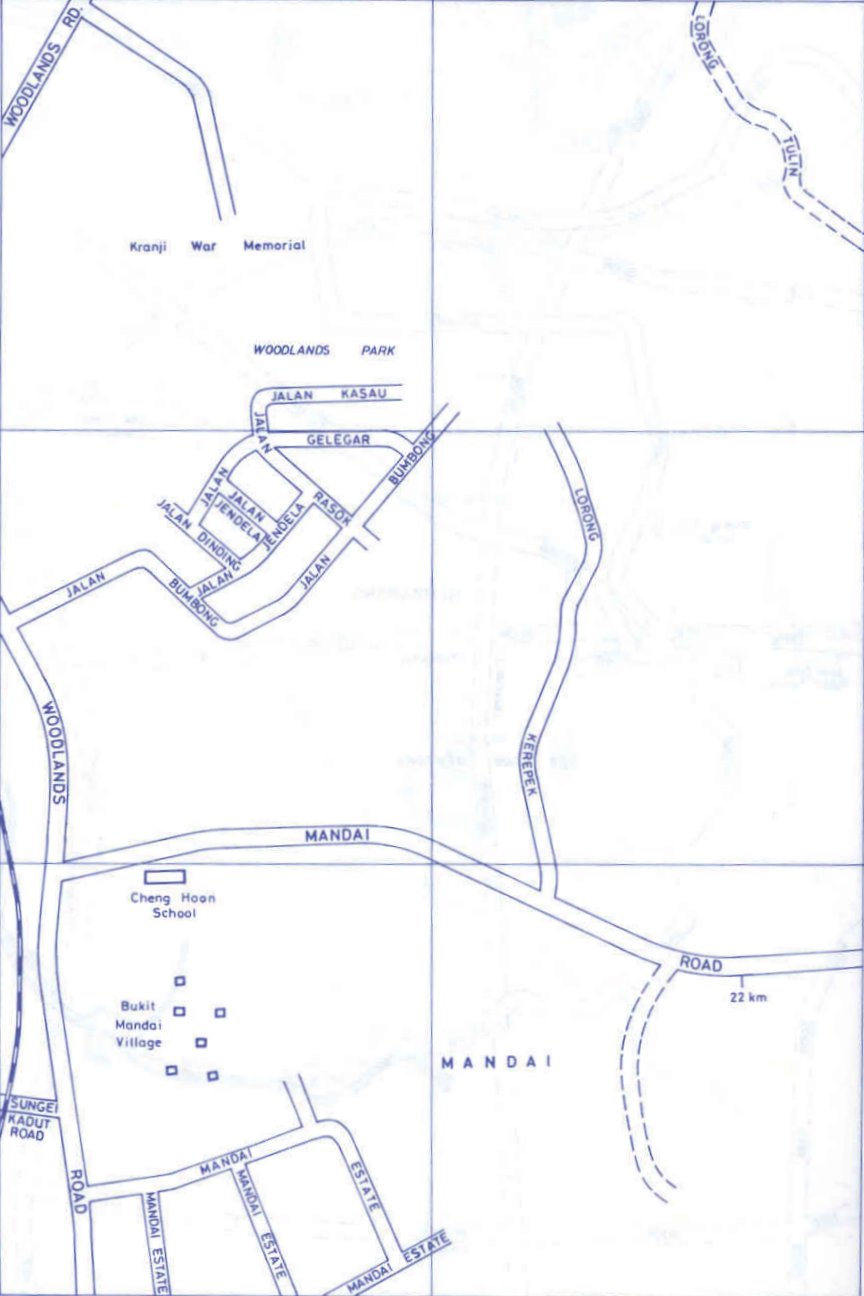 WOODLANDS RD.
LORONG TULIN
Kranji War Memorial
WOODLANDS PARK
JALAN KASAU
JALAN
GELEGAR
BUMBONG
JALAN
JALAN
JENDELA
RASOK
JENDELA
JALAN
DINDING
JALAN
JALAN
JALAN
BUMBONG
LORONG
KEREPEK
WOODLANDS
MANDAI
Cheng Hoon
School
ROAD
22 km
Bukit
Mandai
Village
MANDAI
SUNGEI
KADUT
ROAD
ROAD
MANDAI
ESTATE
MANDAI ESTATE
MANDAI ESTATE
MANDAI ESTATE